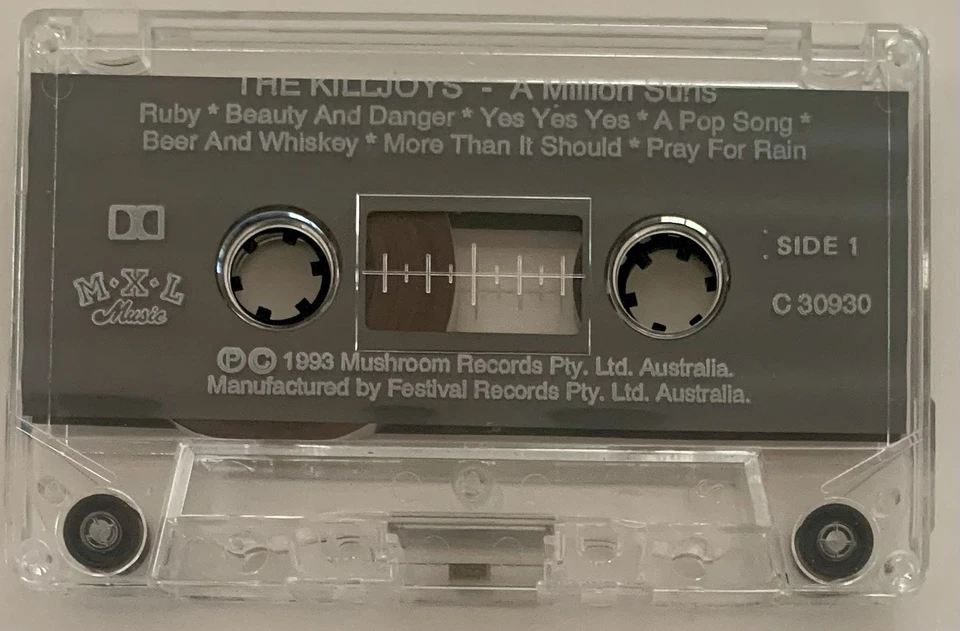 THE KILLJOYS - A Million Suns
Ruby * Beauty And Danger * Yes Yes Yes * A Pop Song *
Beer And Whiskey * More Than It Should * Pray For Rain
SIDE 1
M·X·L
Music
C 30930
ⓅⒸ 1993 Mushroom Records Pty. Ltd. Australia.
Manufactured by Festival Records Pty. Ltd. Australia.